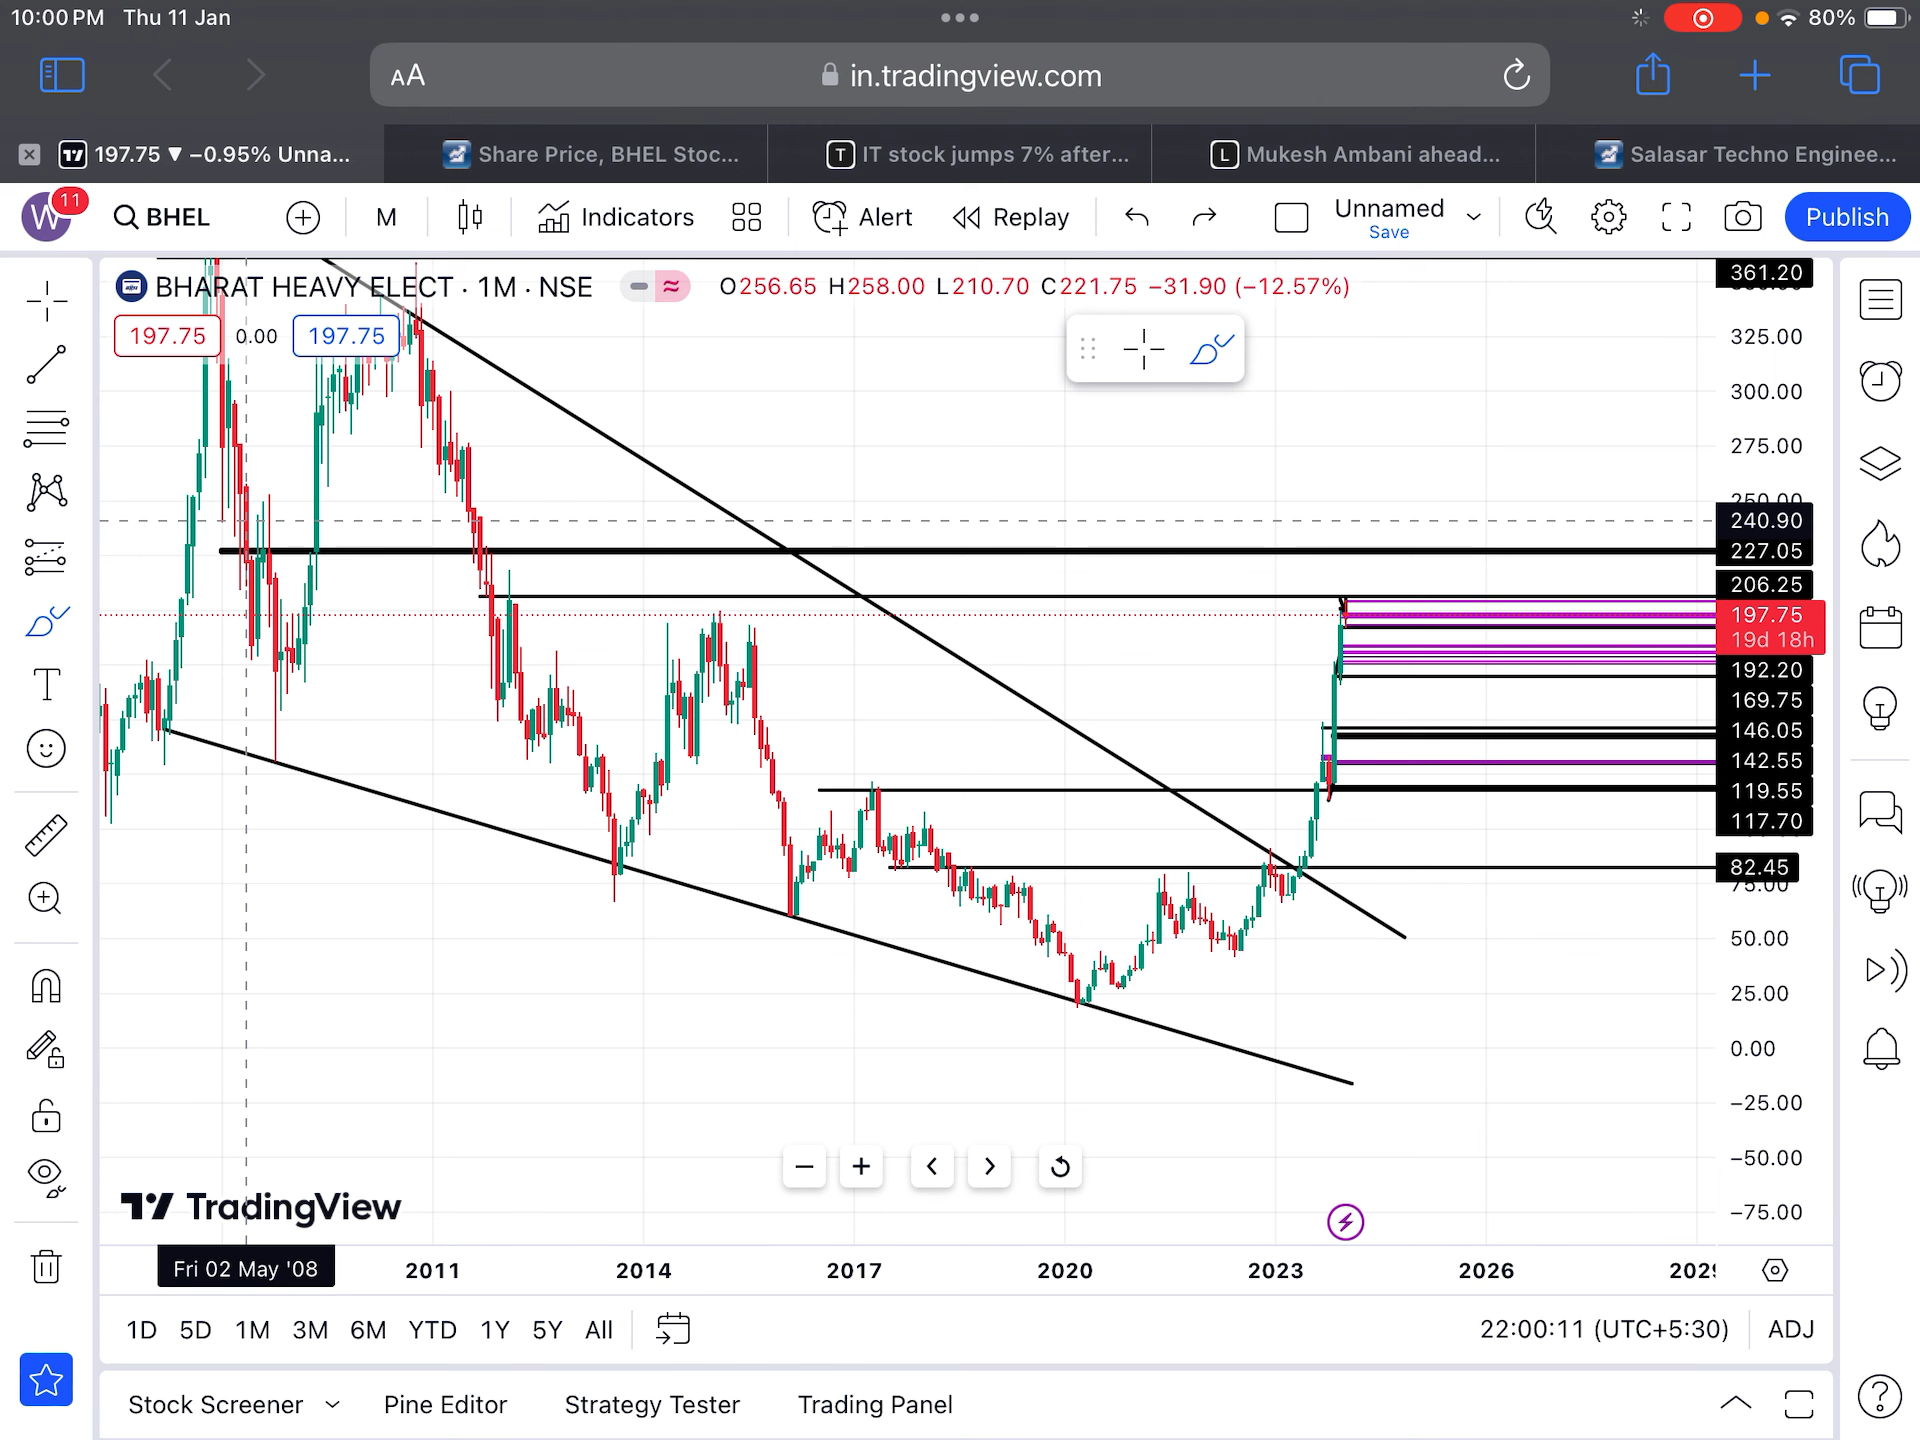 10:00 PM Thu 11 Jan
80%
AA
in.tradingview.com
197.75 ▼ −0.95% Unna...
Share Price, BHEL Stoc...
T IT stock jumps 7% after...
L Mukesh Ambani ahead...
Salasar Techno Enginee...
W 11
BHEL
M
Indicators
Alert
Replay
Unnamed
Save
Publish
BHARAT HEAVY ELECT · 1M · NSE
O256.65 H258.00 L210.70 C221.75 −31.90 (−12.57%)
197.75 0.00 197.75
361.20
325.00
300.00
275.00
250.00
240.90
227.05
206.25
197.75
19d 18h
192.20
169.75
146.05
142.55
119.55
117.70
82.45
75.00
50.00
25.00
0.00
−25.00
−50.00
−75.00
TradingView
Fri 02 May '08
2011
2014
2017
2020
2023
2026
1D 5D 1M 3M 6M YTD 1Y 5Y All
22:00:11 (UTC+5:30)
ADJ
Stock Screener
Pine Editor
Strategy Tester
Trading Panel